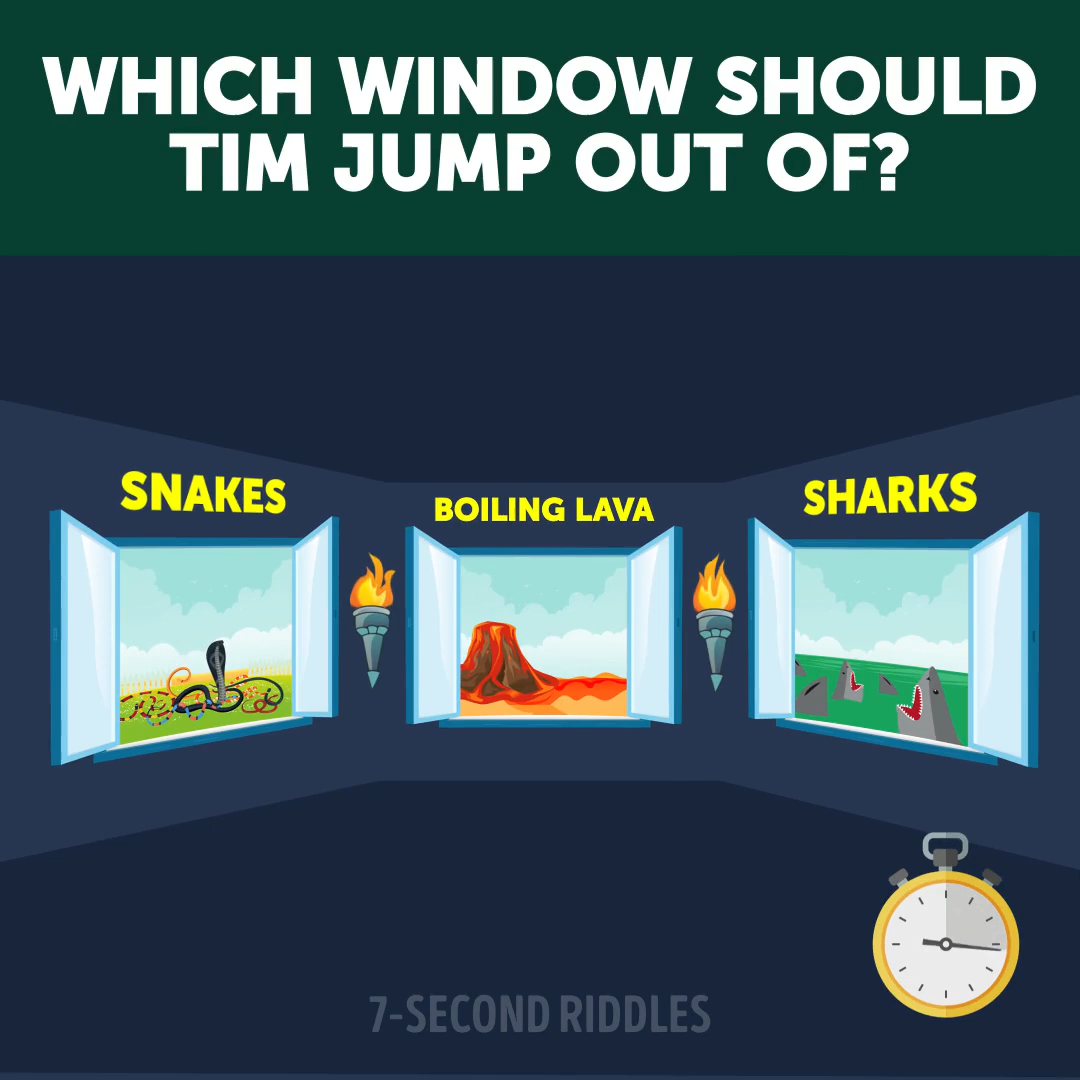 WHICH WINDOW SHOULD
TIM JUMP OUT OF?
SNAKES
BOILING LAVA
SHARKS
7-SECOND RIDDLES